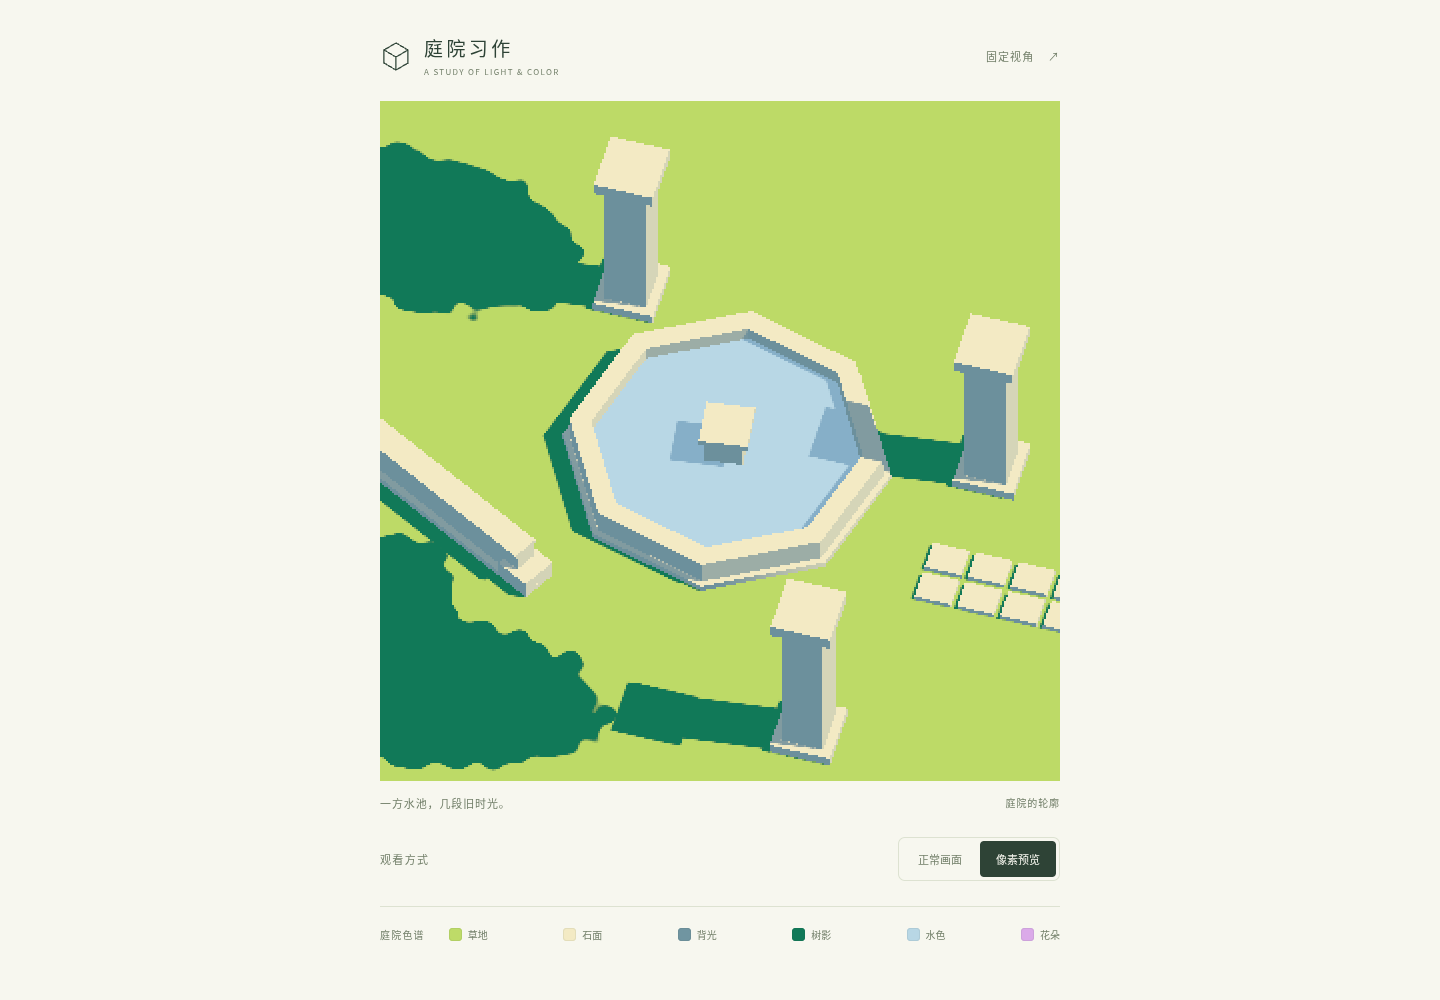 庭院习作
A STUDY OF LIGHT & COLOR
固定视角 ↗
一方水池，几段旧时光。
庭院的轮廓
观看方式
正常画面
像素预览
庭院色谱
草地
石面
背光
树影
水色
花朵